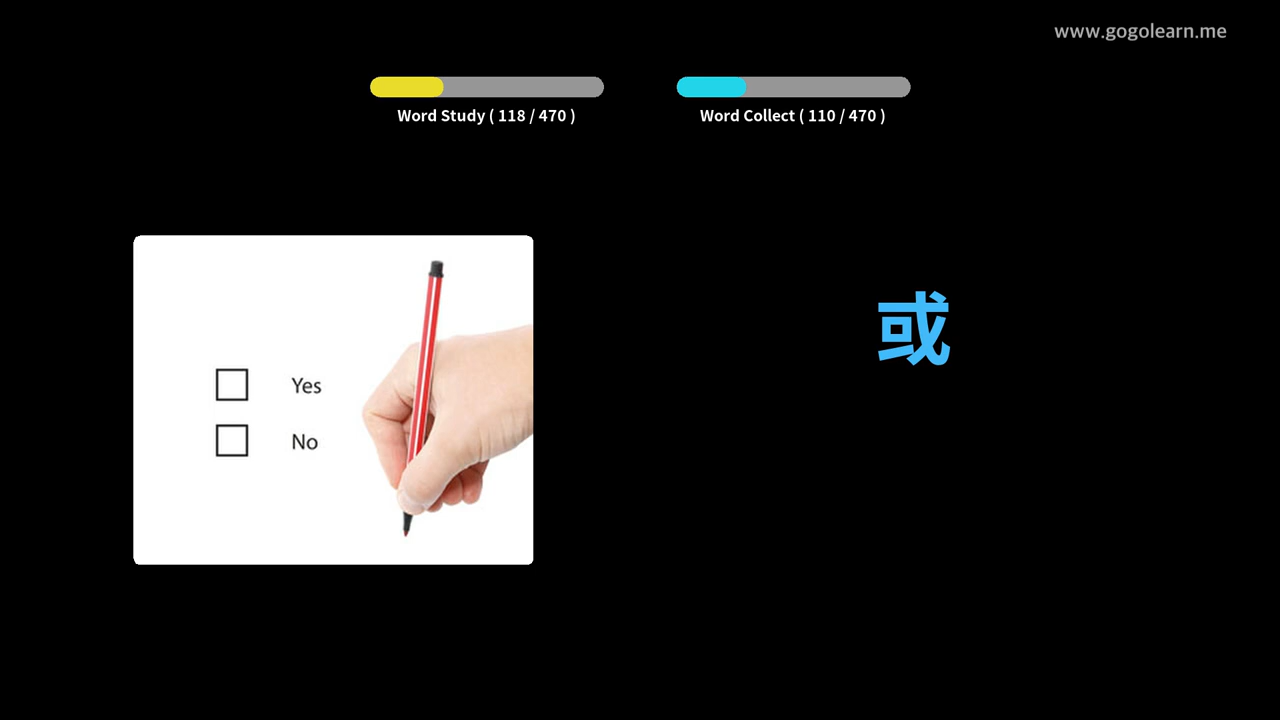 www.gogolearn.me
Word Study ( 118 / 470 )
Word Collect ( 110 / 470 )
Yes
No
或